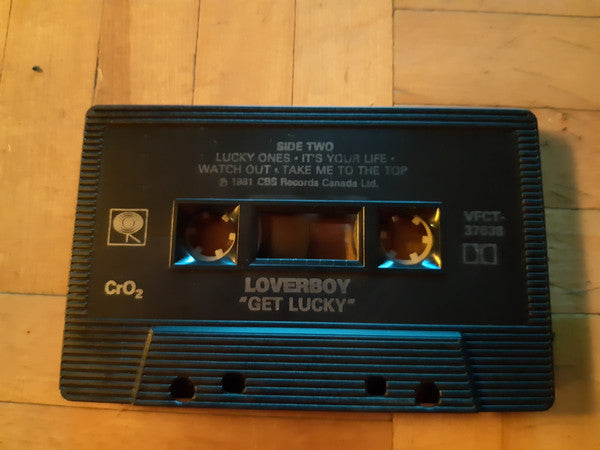 SIDE TWO
LUCKY ONES • IT'S YOUR LIFE •
WATCH OUT • TAKE ME TO THE TOP
℗ 1981 CBS Records Canada Ltd.
VFCT-
37638
CrO₂
LOVERBOY
"GET LUCKY"